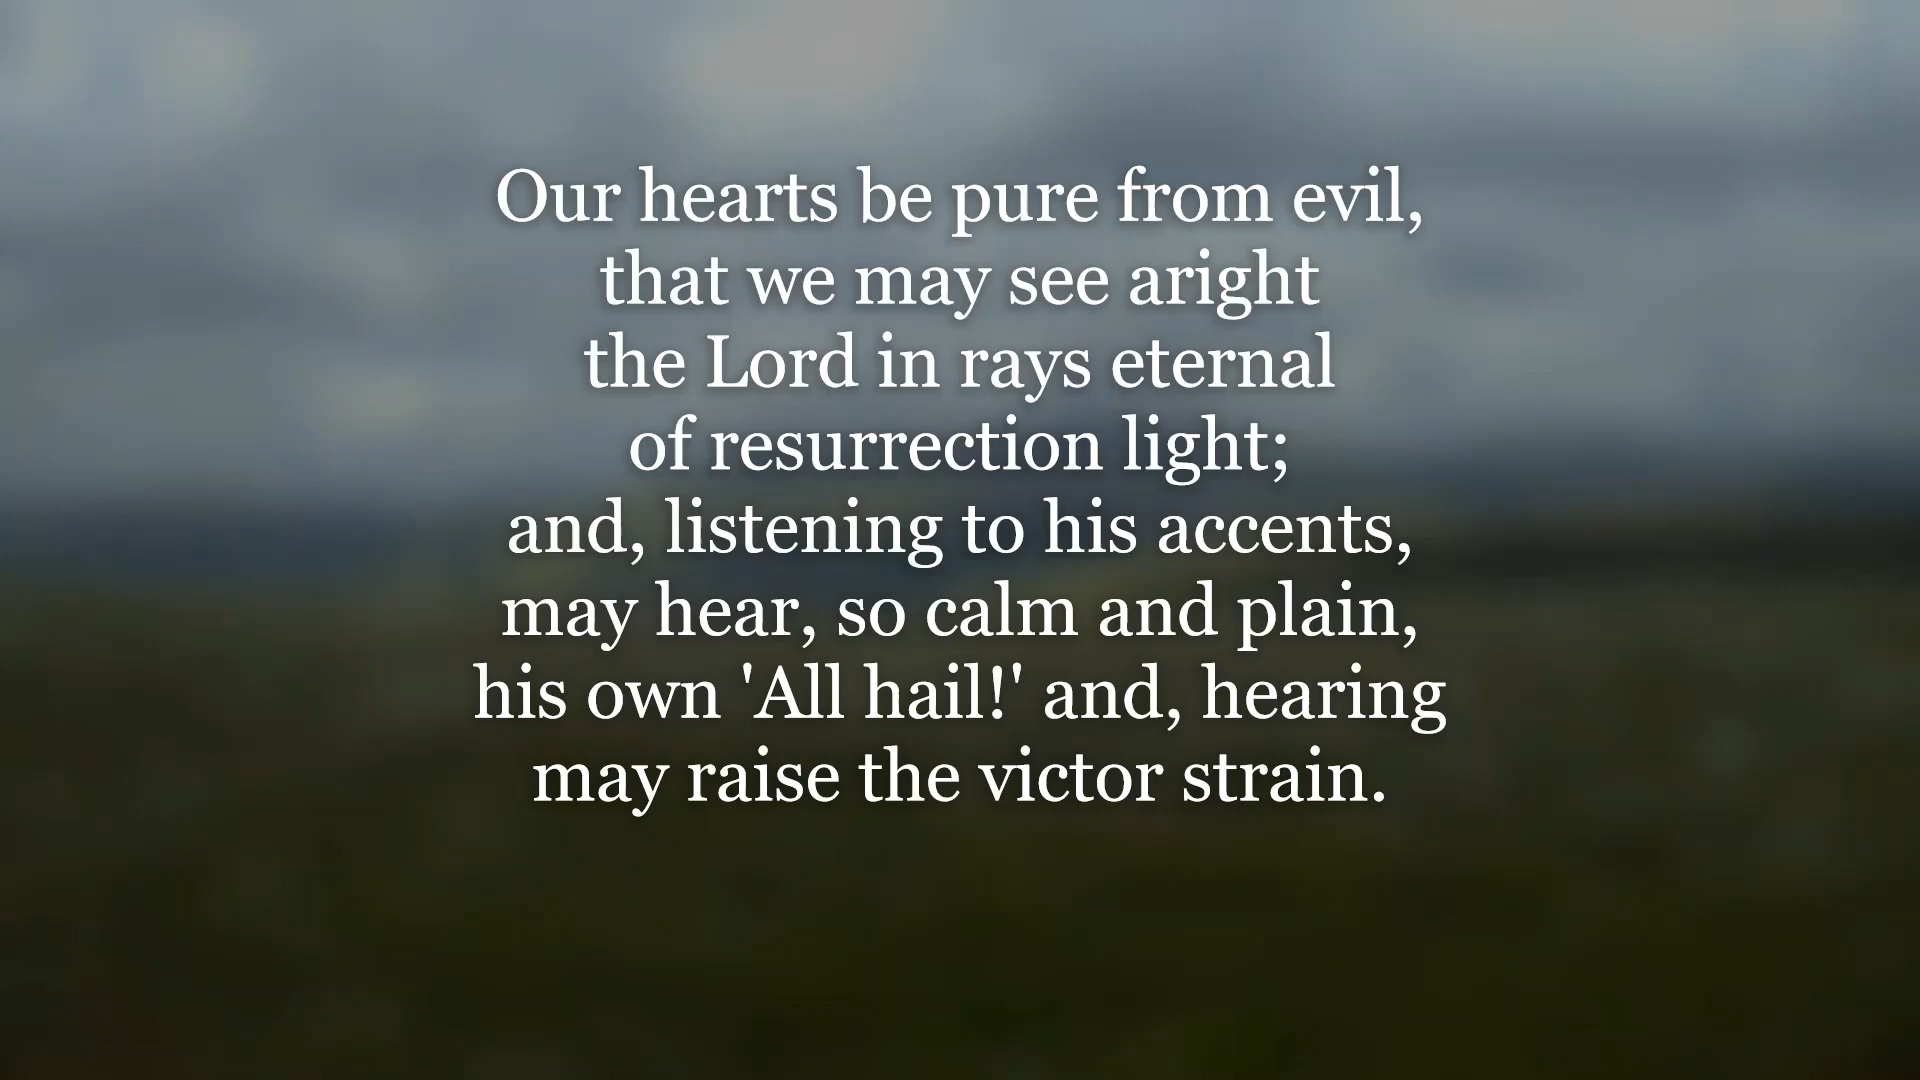 Our hearts be pure from evil,
that we may see aright
the Lord in rays eternal
of resurrection light;
and, listening to his accents,
may hear, so calm and plain,
his own 'All hail!' and, hearing
may raise the victor strain.